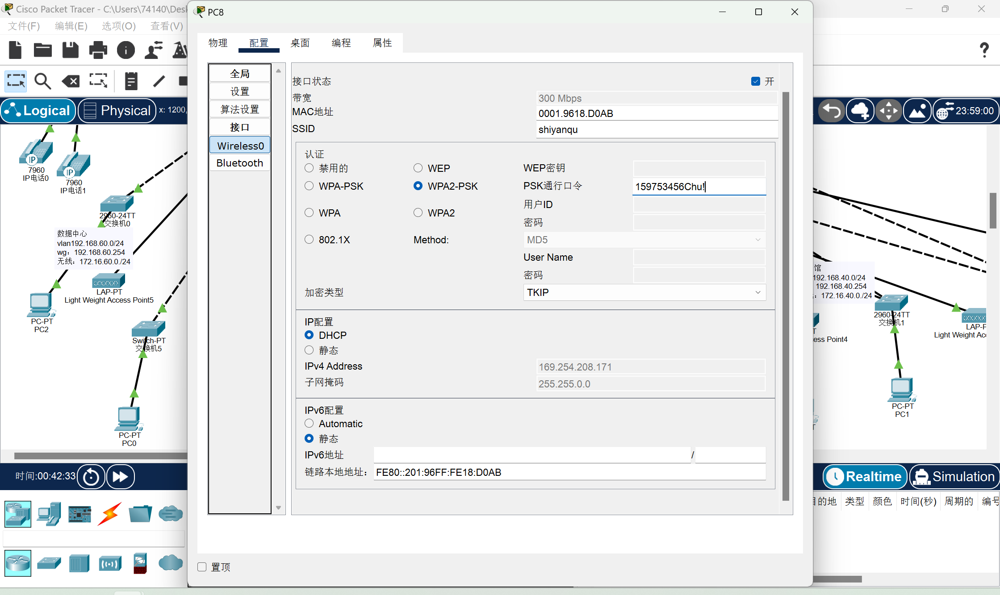 Cisco Packet Tracer - C:\Users\74140\Desk
PC8
文件(F) 编辑(E) 选项(O) 查看(V)
物理 配置 桌面 编程 属性
Logical Physical x: 1200, 23:59:00
全局
设置
算法设置
接口
Wireless0
Bluetooth
接口状态 开
带宽 300 Mbps
MAC地址 0001.9618.D0AB
SSID shiyanqu
认证
禁用的 WEP WEP密钥
WPA-PSK WPA2-PSK PSK通行口令 159753456Chu!
用户ID
WPA WPA2
密码
802.1X Method: MD5
User Name
密码
加密类型 TKIP
IP配置
DHCP
静态
IPv4 Address 169.254.208.171
子网掩码 255.255.0.0
IPv6配置
Automatic
静态
IPv6地址 /
链路本地地址: FE80::201:96FF:FE18:D0AB
置顶
IP
7960
IP电话0
IP
7960
IP电话1
2960-24TT
交换机0
数据中心
vlan192.168.60.0/24
wg: 192.168.60.254
无线: 172.16.60.0./24
LAP-PT
Light Weight Access Point5
PC-PT
PC2
Switch-PT
交换机5
PC-PT
PC0
馆
192.168.40.0/24
192.168.40.254
: 172.16.40.0./24
2960-24TT
交换机1
T
ess Point4
LAP-P
Light Weight Acc
PC-PT
PC1
T
时间:00:42:33
Realtime Simulation
目的地 类型 颜色 时间(秒) 周期的 编号